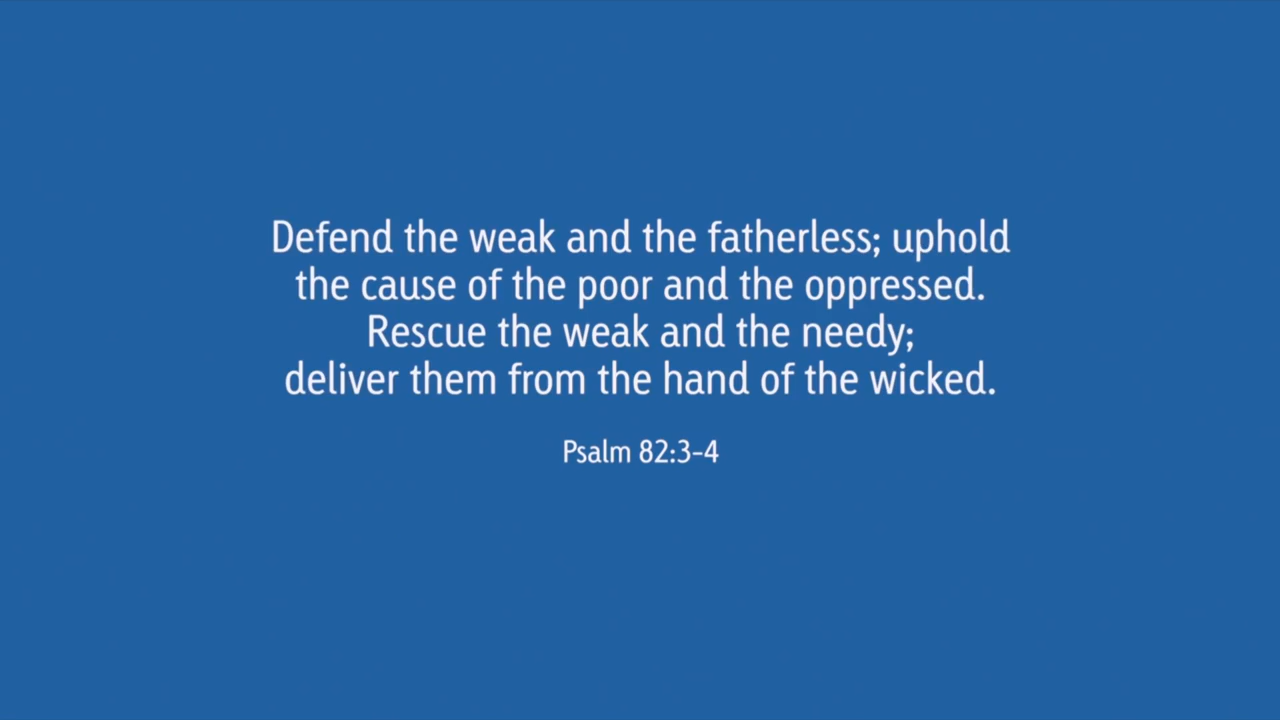 Defend the weak and the fatherless; uphold
the cause of the poor and the oppressed.
Rescue the weak and the needy;
deliver them from the hand of the wicked.
Psalm 82:3–4